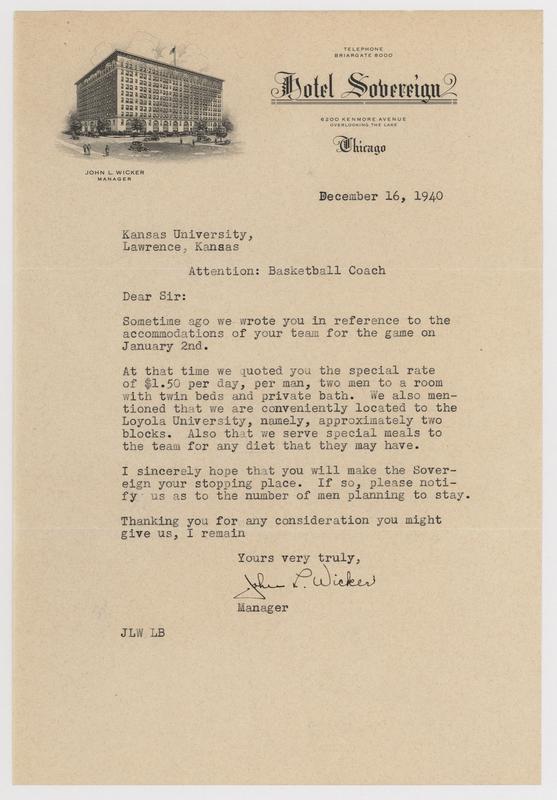 TELEPHONE
BRIARGATE 8000
Hotel Sovereign
6200 KENMORE AVENUE
OVERLOOKING THE LAKE
Chicago
JOHN L. WICKER
MANAGER
December 16, 1940
Kansas University,
Lawrence, Kansas
Attention: Basketball Coach
Dear Sir:
Sometime ago we wrote you in reference to the
accommodations of your team for the game on
January 2nd.
At that time we quoted you the special rate
of $1.50 per day, per man, two men to a room
with twin beds and private bath. We also men-
tioned that we are conveniently located to the
Loyola University, namely, approximately two
blocks. Also that we serve special meals to
the team for any diet that they may have.
I sincerely hope that you will make the Sover-
eign your stopping place. If so, please noti-
fy us as to the number of men planning to stay.
Thanking you for any consideration you might
give us, I remain
Yours very truly,
John L. Wicker
Manager
JLW LB